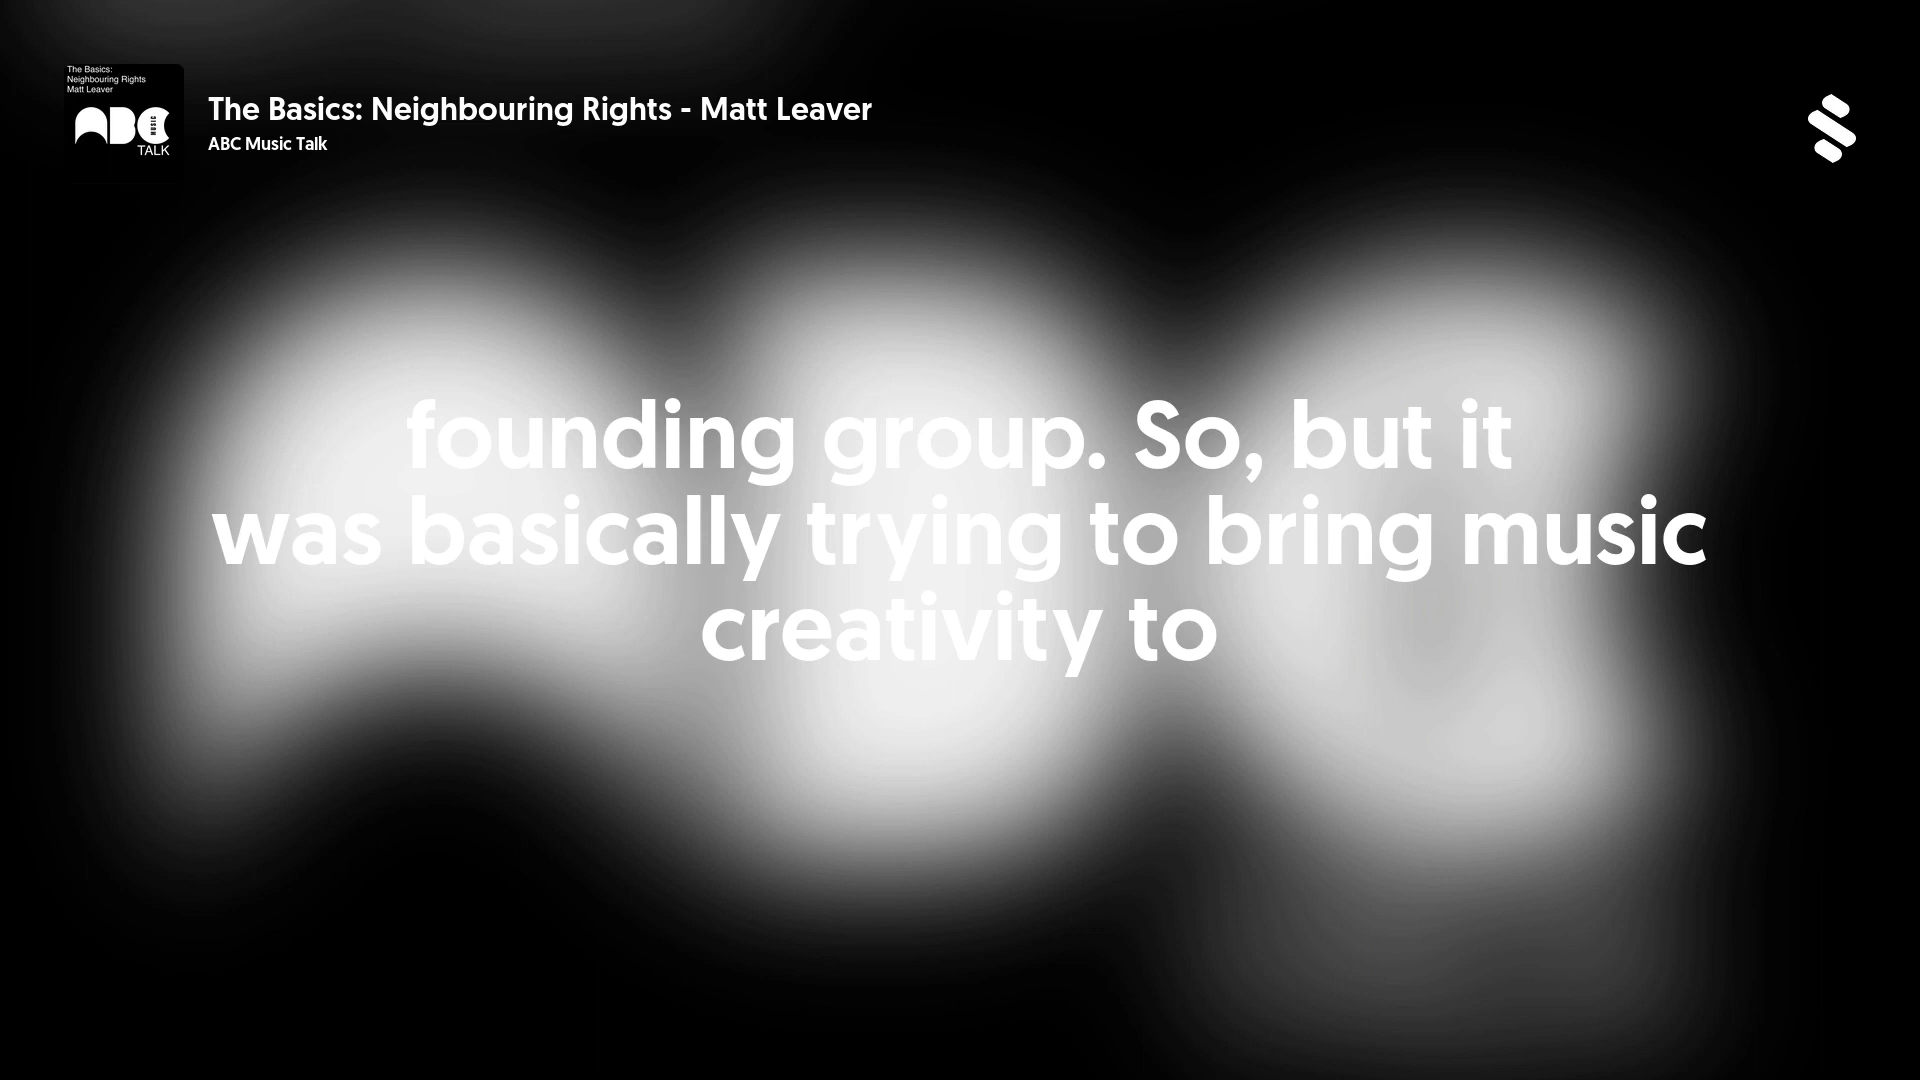 The Basics:
Neighbouring Rights
Matt Leaver
ABC
MUSIC
TALK
The Basics: Neighbouring Rights - Matt Leaver
ABC Music Talk
founding group. So, but it
was basically trying to bring music
creativity to